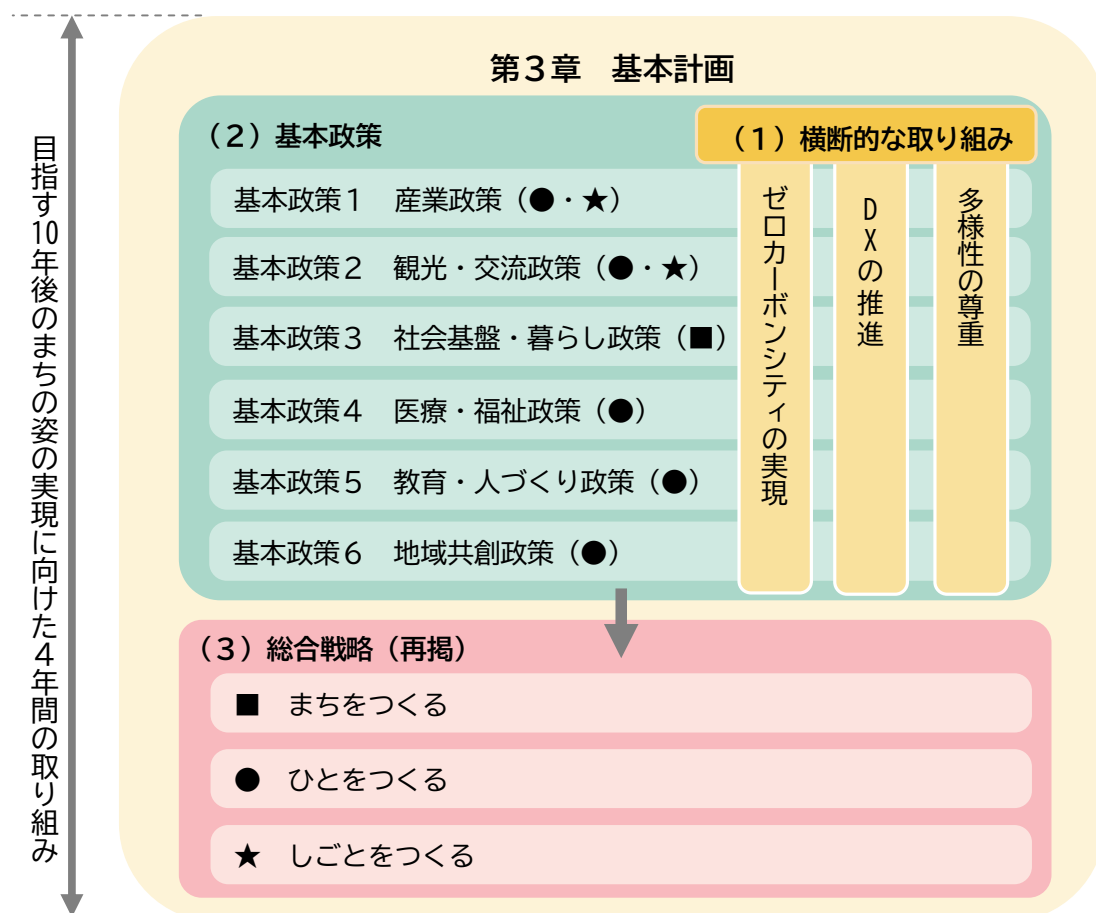 第３章　基本計画
（２）基本政策
（１）横断的な取り組み
基本政策１　産業政策（●・★）
基本政策２　観光・交流政策（●・★）
基本政策３　社会基盤・暮らし政策（■）
基本政策４　医療・福祉政策（●）
基本政策５　教育・人づくり政策（●）
基本政策６　地域共創政策（●）
ゼロカーボンシティの実現
DXの推進
多様性の尊重
（３）総合戦略（再掲）
■　まちをつくる
●　ひとをつくる
★　しごとをつくる
目指す10年後のまちの姿の実現に向けた４年間の取り組み